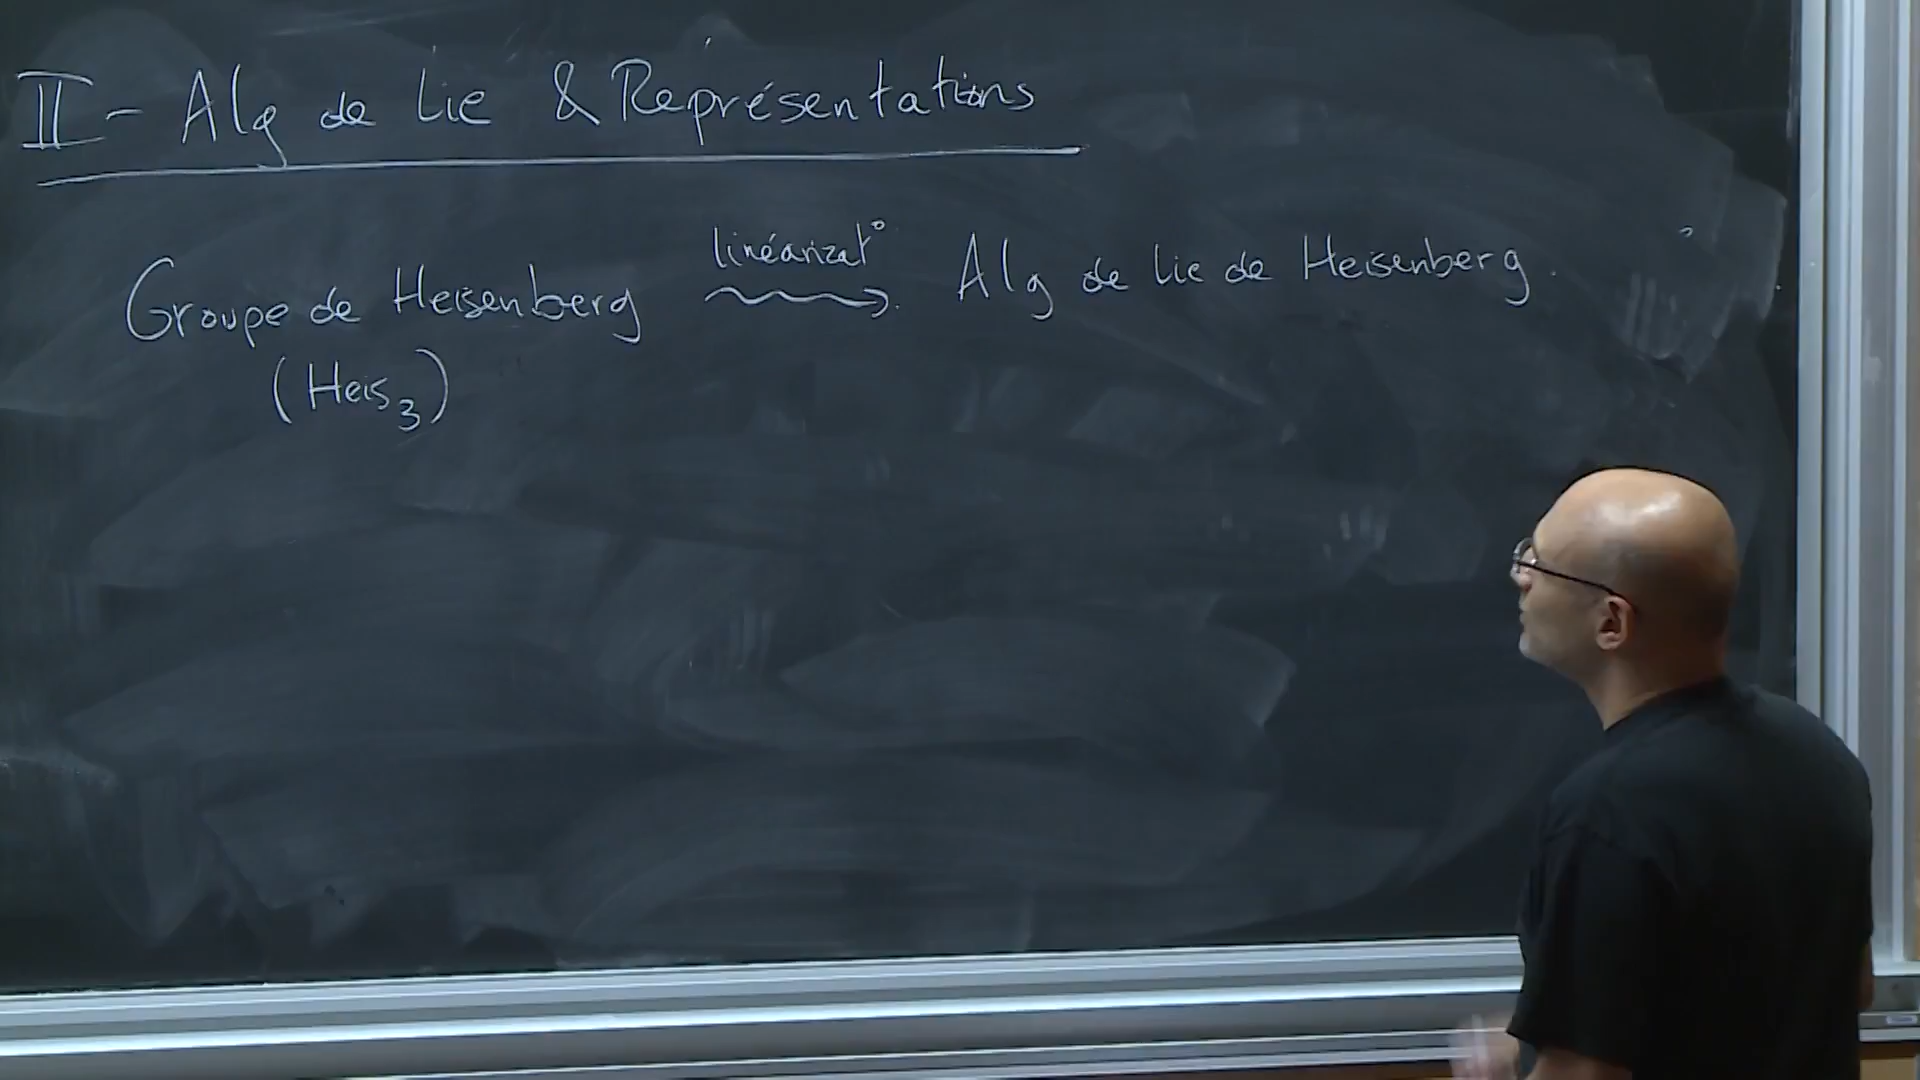 II - Alg de Lie & Représentations
linéarizat°
Groupe de Heisenberg ⇝ Alg de Lie de Heisenberg.
(Heis₃)